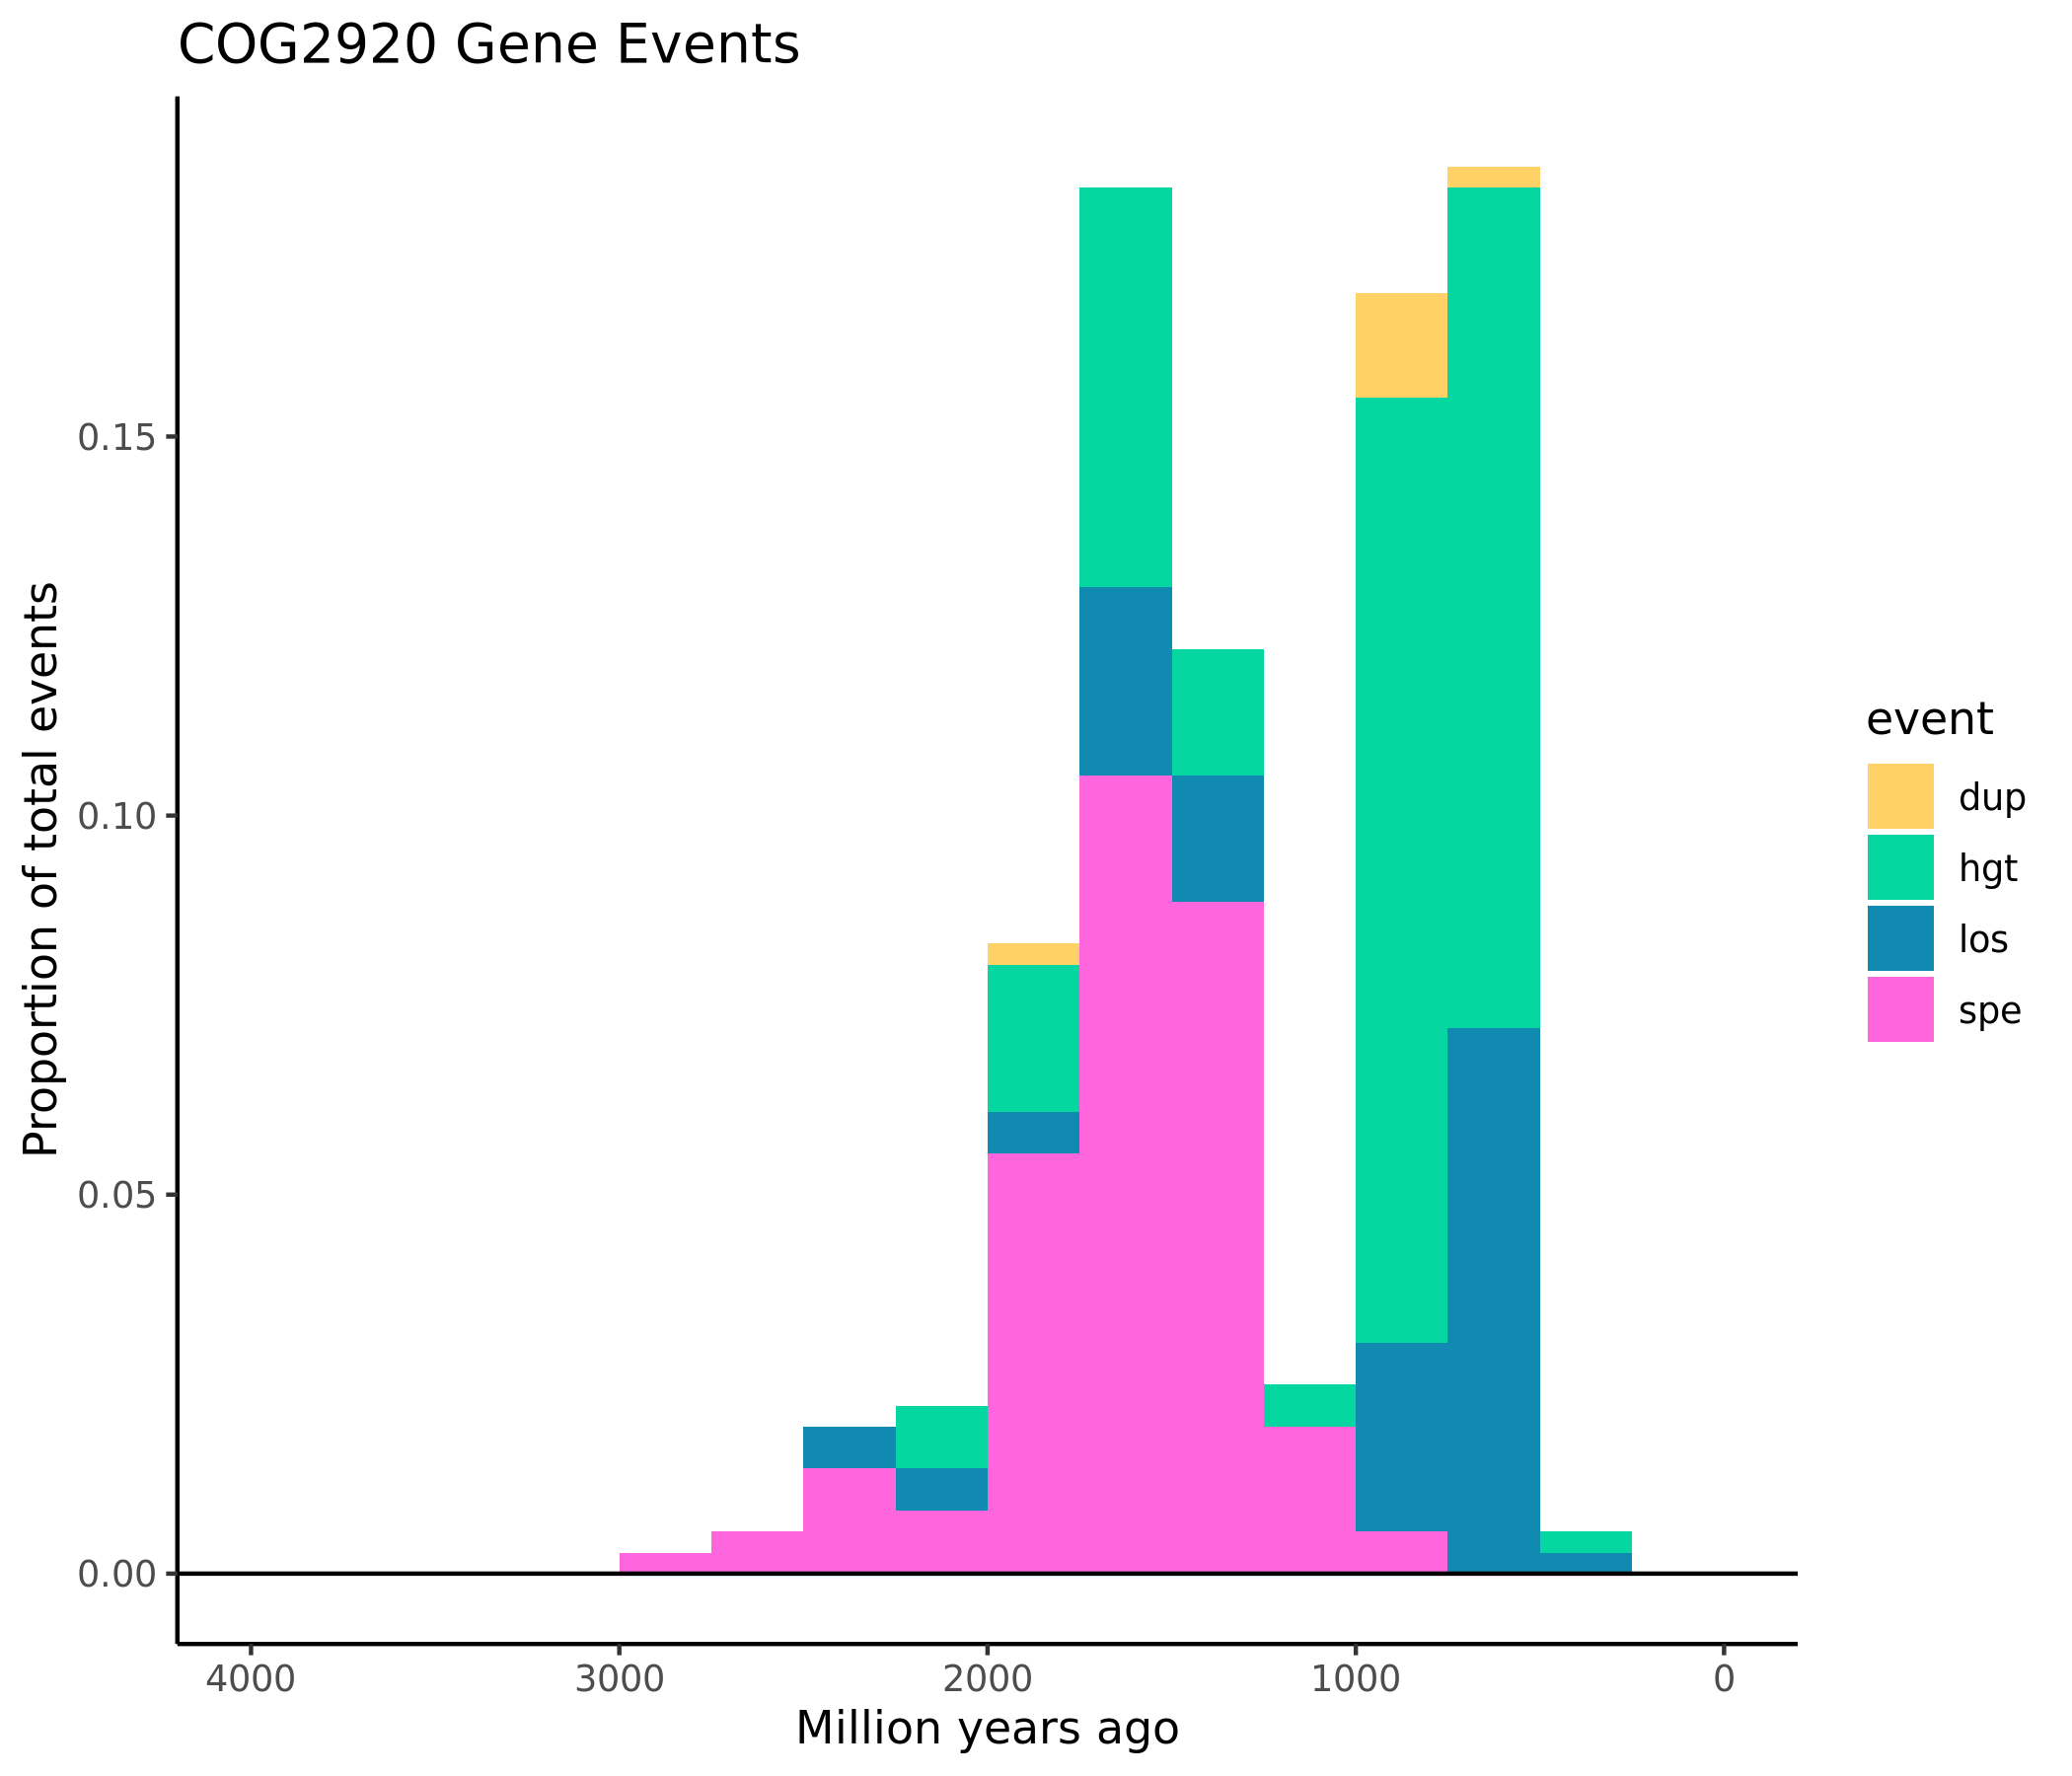 COG2920 Gene Events
Proportion of total events
0.15
0.10
0.05
0.00
4000
3000
2000
1000
0
Million years ago
event
dup
hgt
los
spe